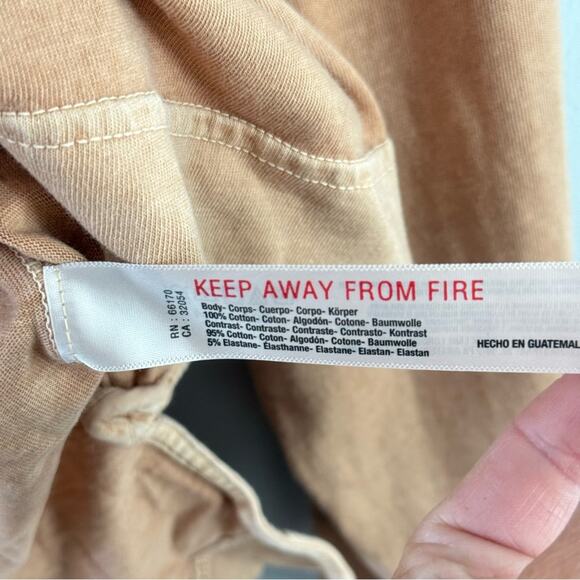 RN : 66170
CA : 32054
KEEP AWAY FROM FIRE
Body- Corps- Cuerpo- Corpo- Körper
100% Cotton- Coton- Algodón- Cotone- Baumwolle
Contrast- Contraste- Contraste- Contrasto- Kontrast
95% Cotton- Coton- Algodón- Cotone- Baumwolle
5% Elastane- Élasthanne- Elastane- Elastan- Elastan
HECHO EN GUATEMAL